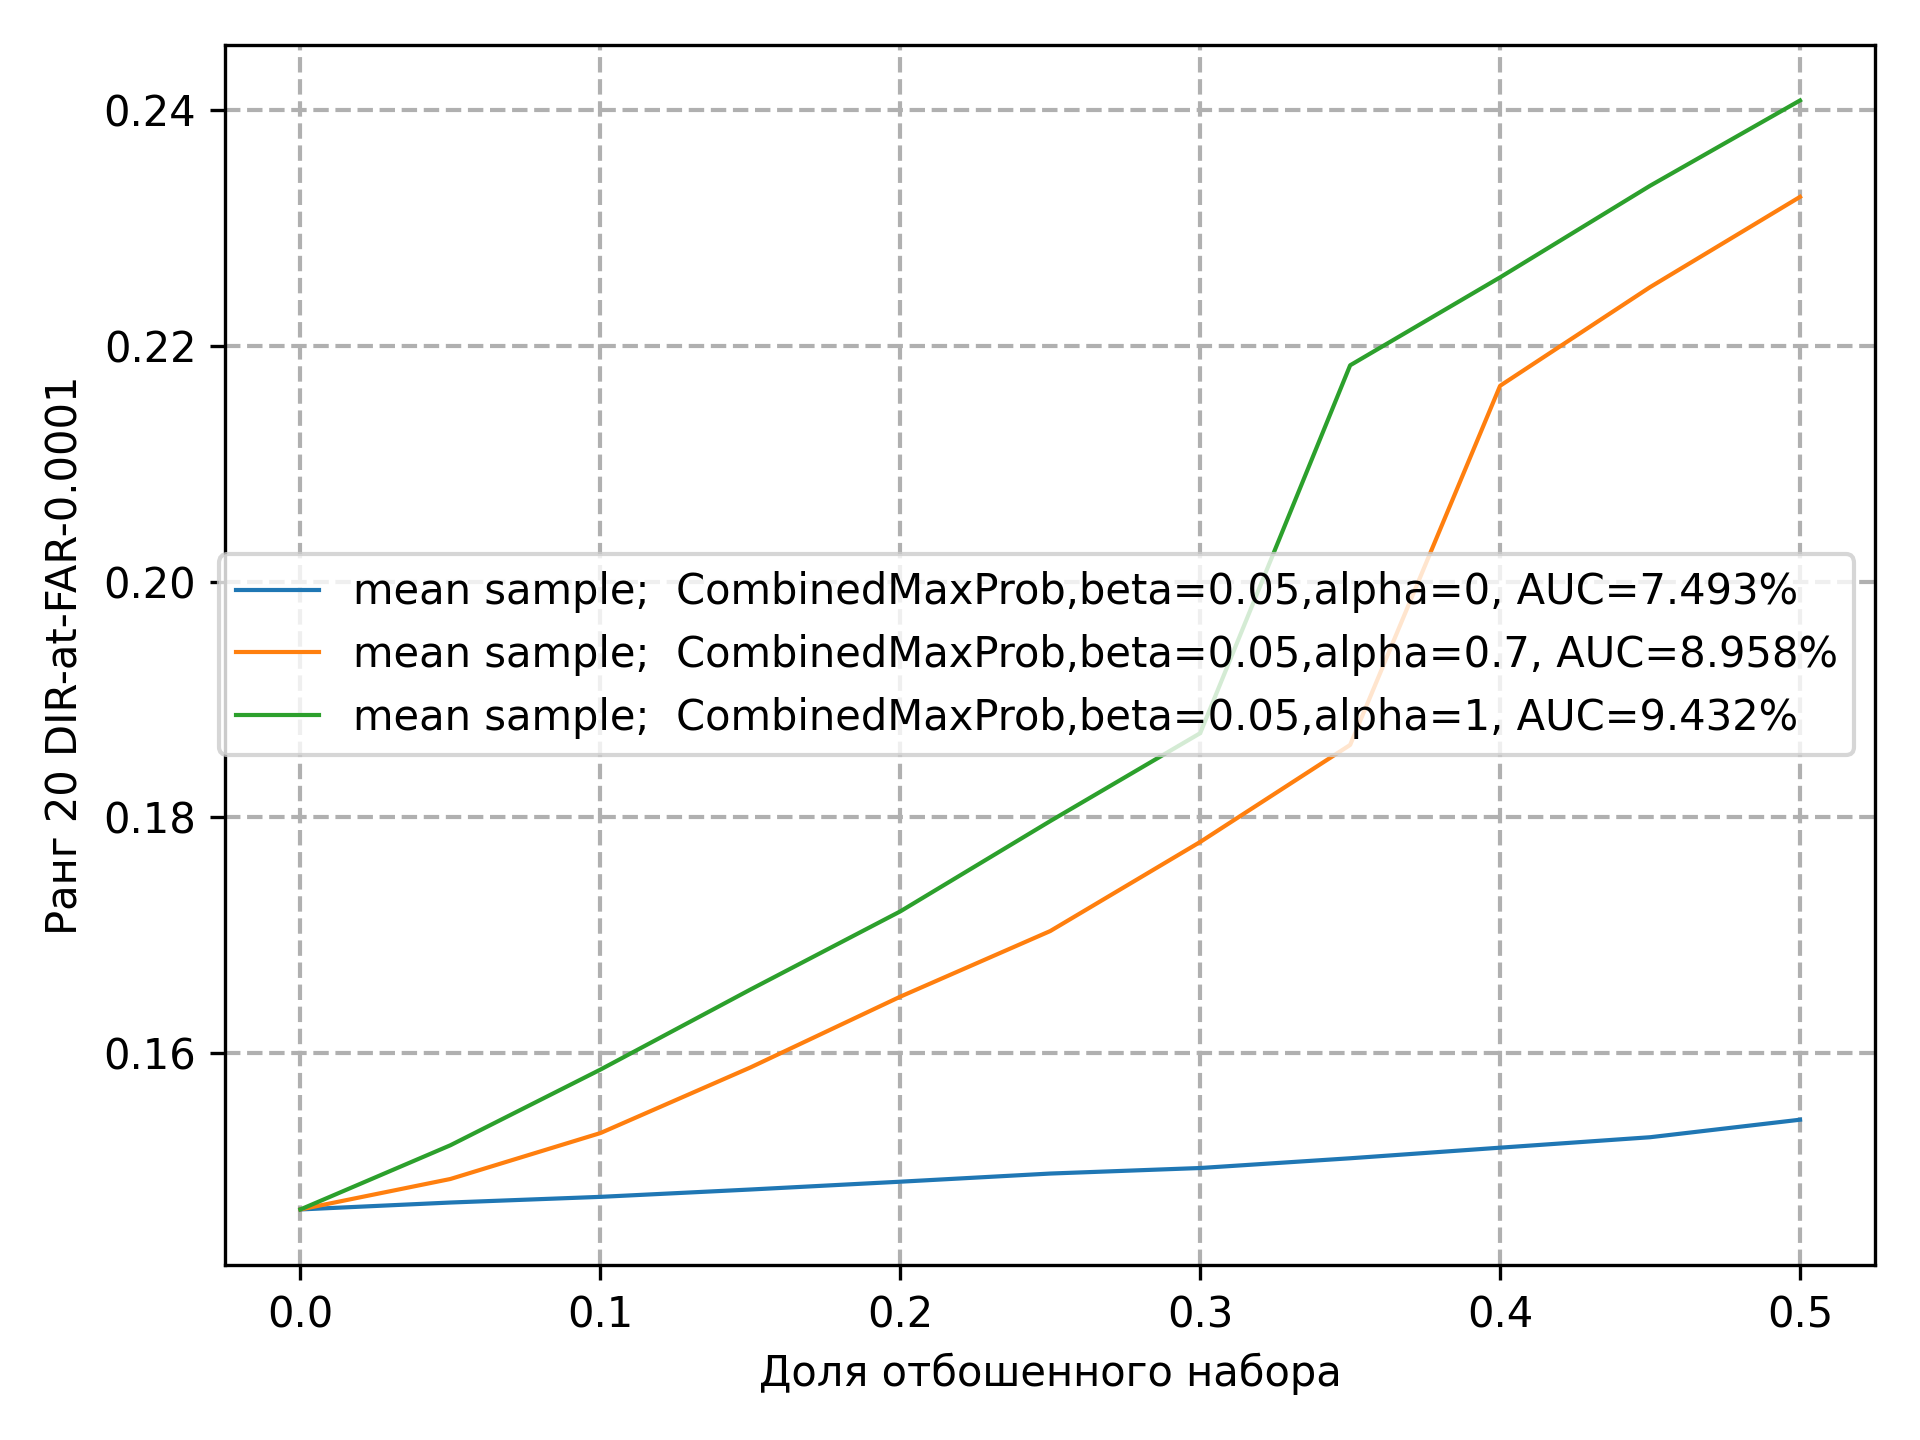 0.24
0.22
0.20
0.18
0.16
Ранг 20 DIR-at-FAR-0.0001
mean sample;  CombinedMaxProb,beta=0.05,alpha=0, AUC=7.493%
mean sample;  CombinedMaxProb,beta=0.05,alpha=0.7, AUC=8.958%
mean sample;  CombinedMaxProb,beta=0.05,alpha=1, AUC=9.432%
0.0 0.1 0.2 0.3 0.4 0.5
Доля отбошенного набора